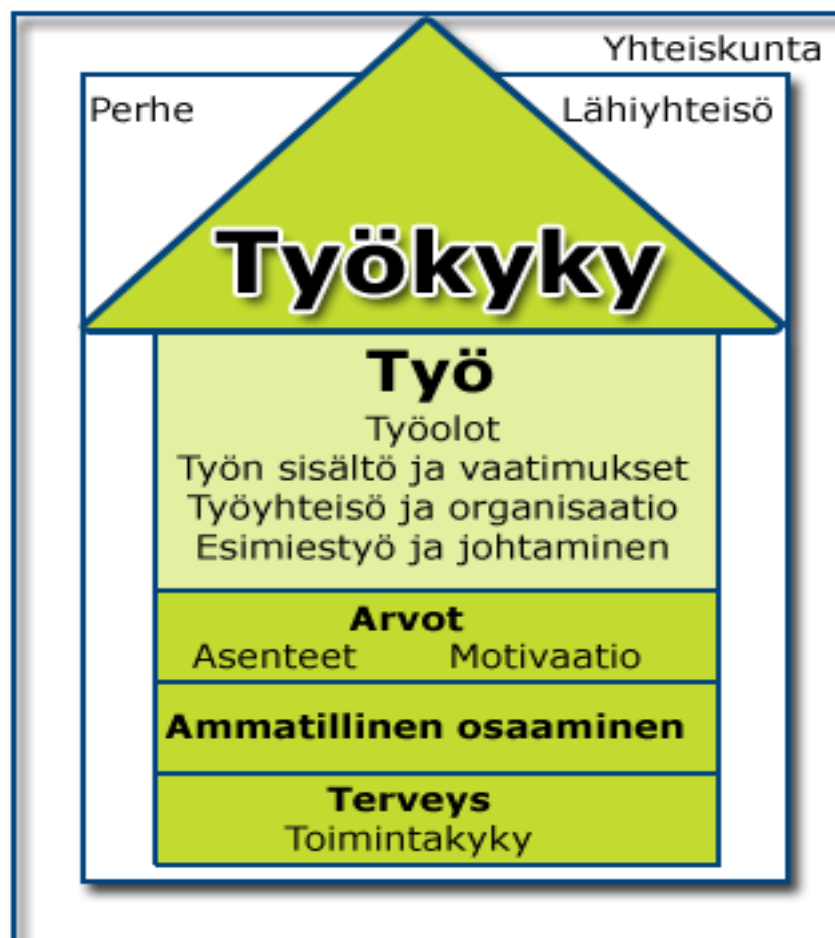 Yhteiskunta
Perhe
Lähiyhteisö
Työkyky
Työ
Työolot
Työn sisältö ja vaatimukset
Työyhteisö ja organisaatio
Esimiestyö ja johtaminen
Arvot
Asenteet Motivaatio
Ammatillinen osaaminen
Terveys
Toimintakyky